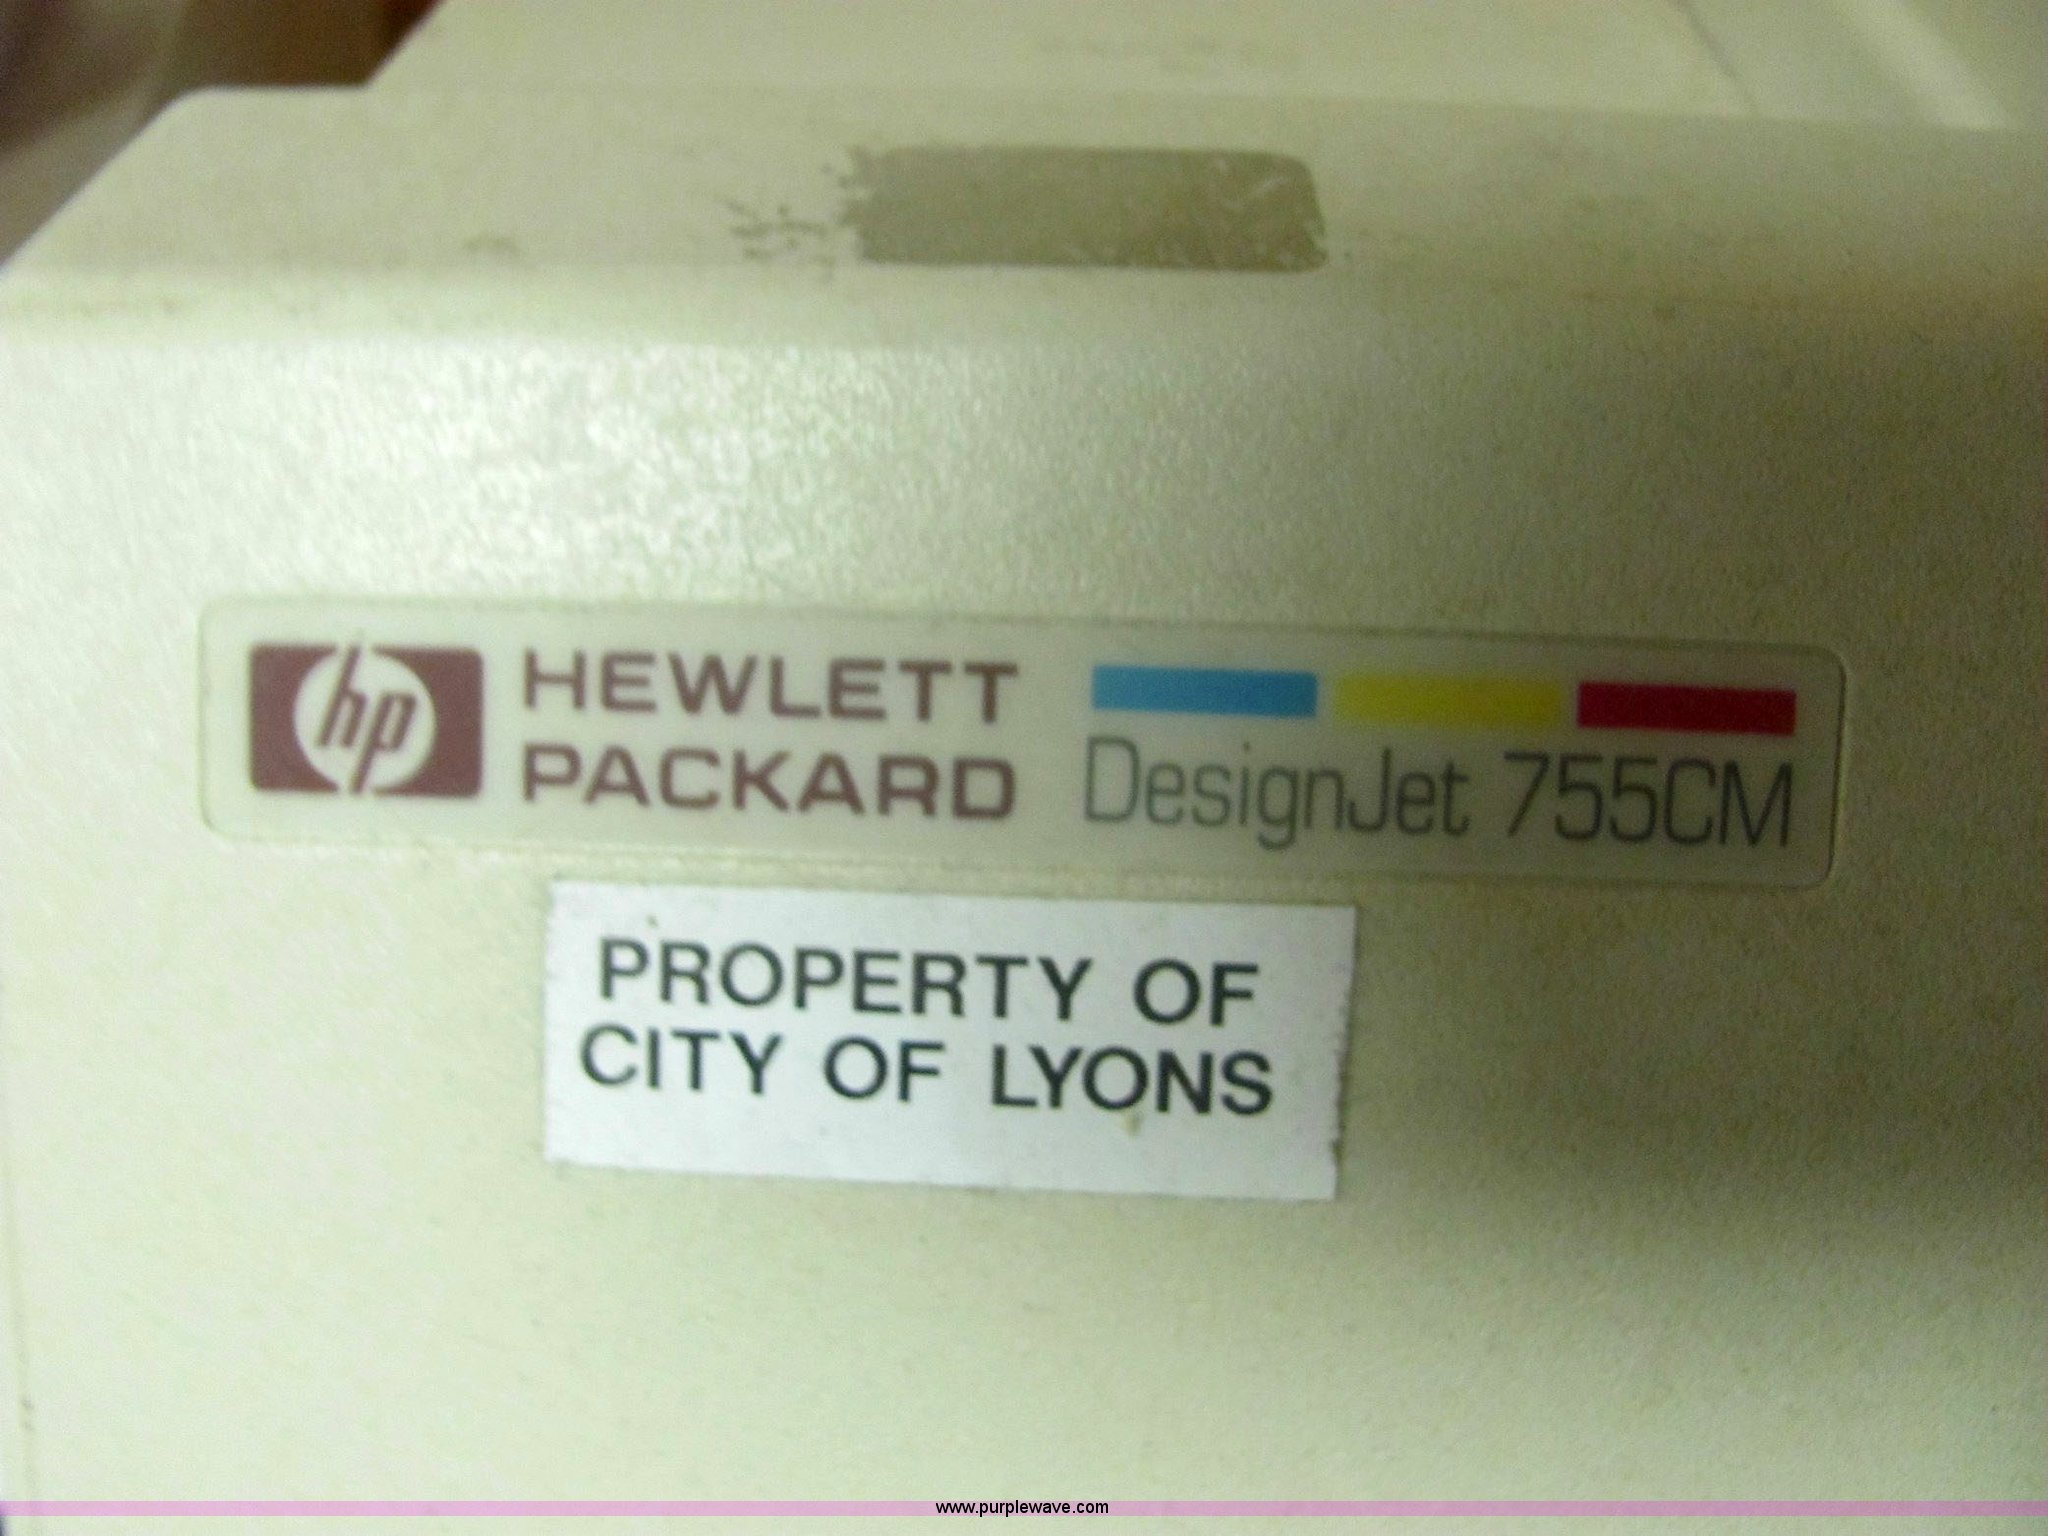 hp HEWLETT
PACKARD
DesignJet 755CM
PROPERTY OF
CITY OF LYONS
www.purplewave.com